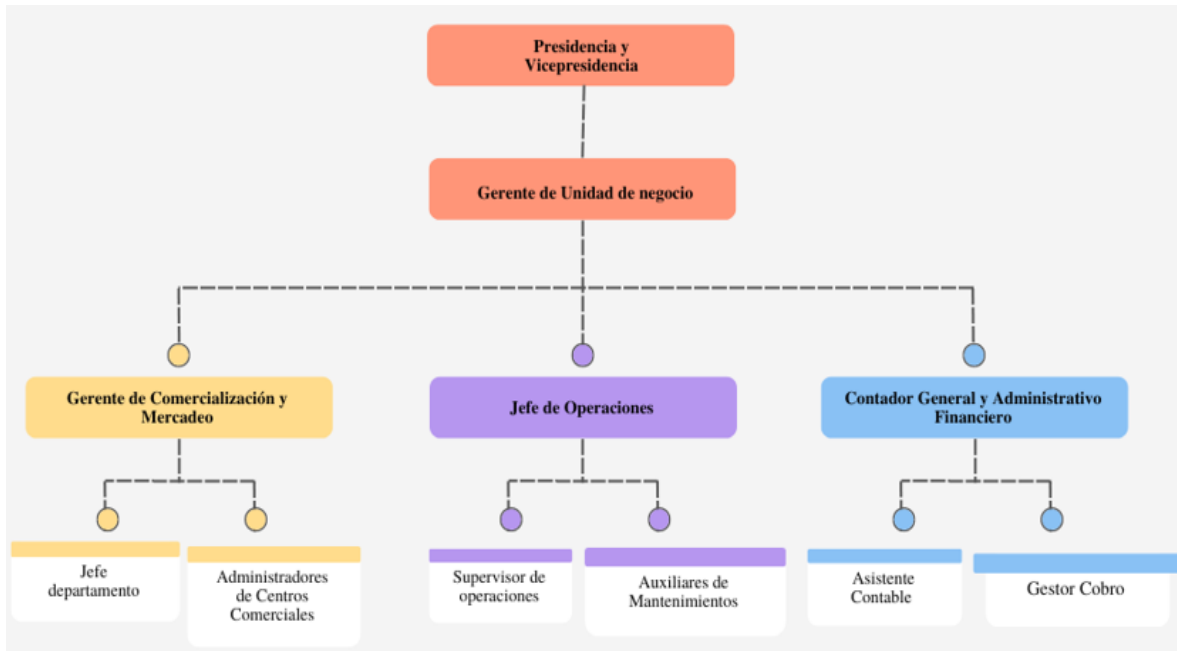 Presidencia y
Vicepresidencia
Gerente de Unidad de negocio
Gerente de Comercialización y
Mercadeo
Jefe de Operaciones
Contador General y Administrativo
Financiero
Jefe
departamento
Administradores
de Centros
Comerciales
Supervisor de
operaciones
Auxiliares de
Mantenimientos
Asistente
Contable
Gestor Cobro